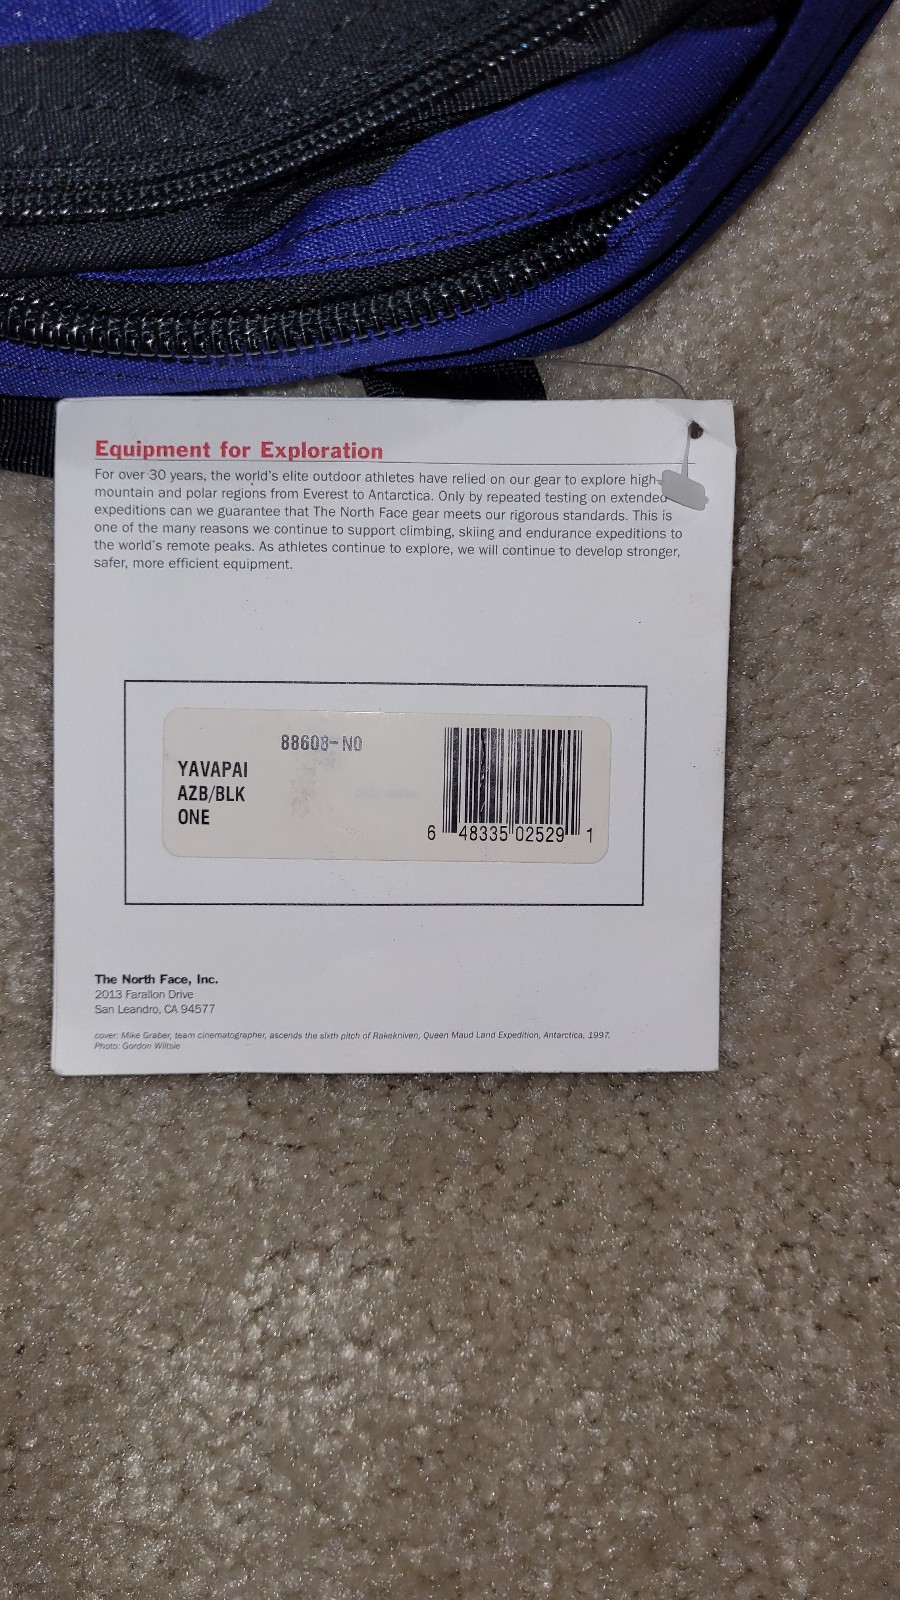 Equipment for Exploration
For over 30 years, the world's elite outdoor athletes have relied on our gear to explore high-
mountain and polar regions from Everest to Antarctica. Only by repeated testing on extended
expeditions can we guarantee that The North Face gear meets our rigorous standards. This is
one of the many reasons we continue to support climbing, skiing and endurance expeditions to
the world's remote peaks. As athletes continue to explore, we will continue to develop stronger,
safer, more efficient equipment.
88608-NO
YAVAPAI
AZB/BLK
ONE
6 48335 02529 1
The North Face, Inc.
2013 Farallon Drive
San Leandro, CA 94577
cover: Mike Graber, team cinematographer, ascends the sixth pitch of Rakekniven, Queen Maud Land Expedition, Antarctica, 1997.
Photo: Gordon Wiltsie